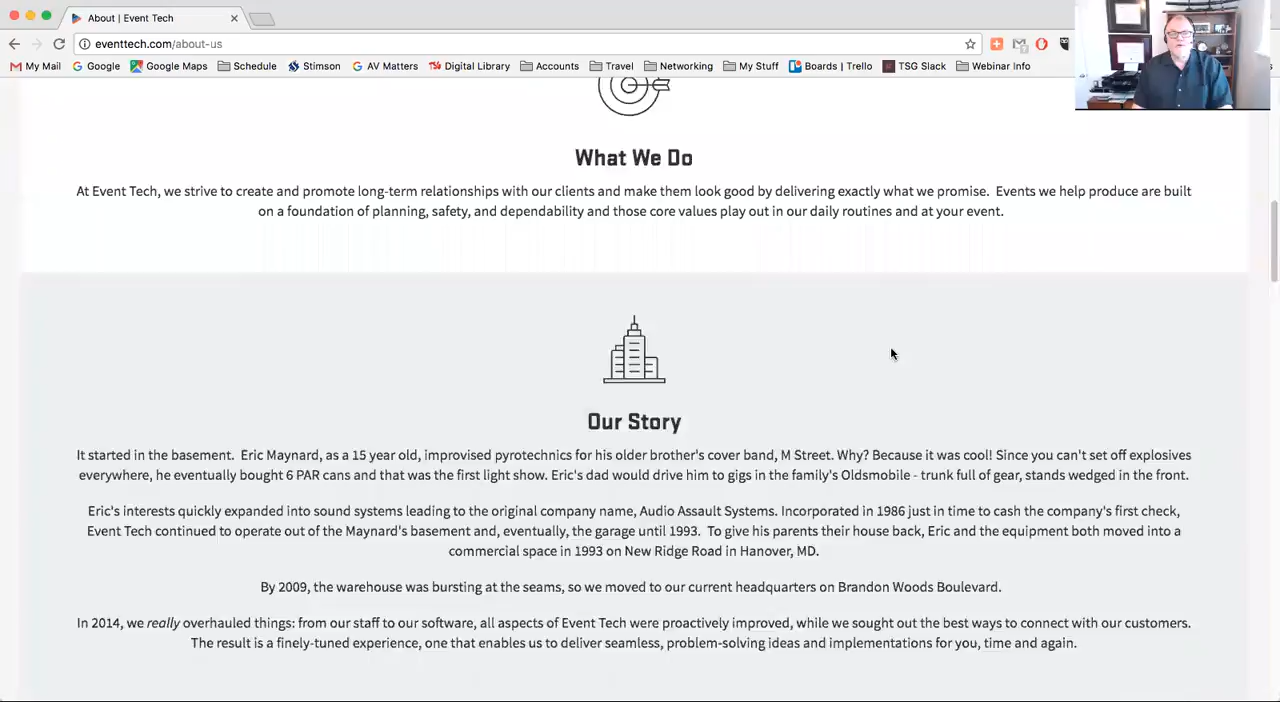 About | Event Tech
eventtech.com/about-us
My Mail Google Google Maps Schedule Stimson AV Matters Digital Library Accounts Travel Networking My Stuff Boards | Trello TSG Slack Webinar Info
What We Do
At Event Tech, we strive to create and promote long-term relationships with our clients and make them look good by delivering exactly what we promise. Events we help produce are built
on a foundation of planning, safety, and dependability and those core values play out in our daily routines and at your event.
Our Story
It started in the basement. Eric Maynard, as a 15 year old, improvised pyrotechnics for his older brother's cover band, M Street. Why? Because it was cool! Since you can't set off explosives
everywhere, he eventually bought 6 PAR cans and that was the first light show. Eric's dad would drive him to gigs in the family's Oldsmobile - trunk full of gear, stands wedged in the front.
Eric's interests quickly expanded into sound systems leading to the original company name, Audio Assault Systems. Incorporated in 1986 just in time to cash the company's first check,
Event Tech continued to operate out of the Maynard's basement and, eventually, the garage until 1993. To give his parents their house back, Eric and the equipment both moved into a
commercial space in 1993 on New Ridge Road in Hanover, MD.
By 2009, the warehouse was bursting at the seams, so we moved to our current headquarters on Brandon Woods Boulevard.
In 2014, we really overhauled things: from our staff to our software, all aspects of Event Tech were proactively improved, while we sought out the best ways to connect with our customers.
The result is a finely-tuned experience, one that enables us to deliver seamless, problem-solving ideas and implementations for you, time and again.